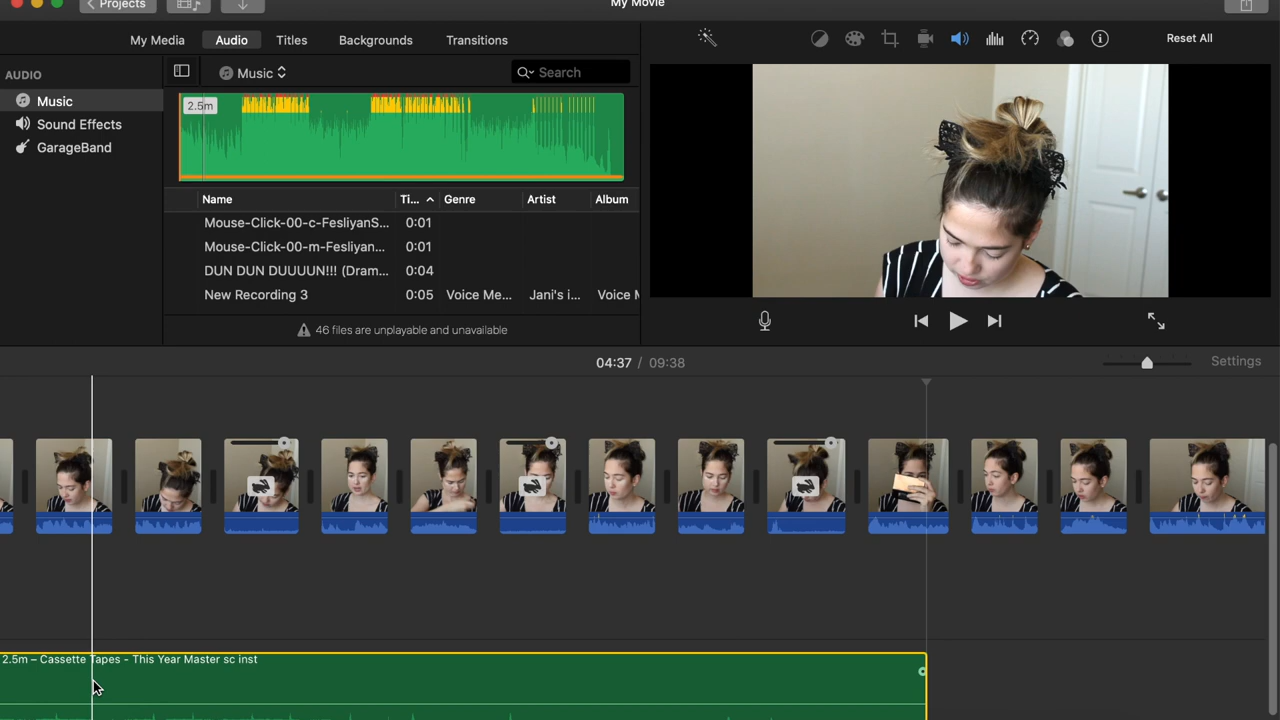 Projects
My Movie
My Media Audio Titles Backgrounds Transitions
Reset All
AUDIO
Music
Sound Effects
GarageBand
Music
Search
2.5m
Name Ti... Genre Artist Album
Mouse-Click-00-c-FesliyanS... 0:01
Mouse-Click-00-m-Fesliyan... 0:01
DUN DUN DUUUUN!!! (Dram... 0:04
New Recording 3 0:05 Voice Me... Jani's i... Voice M
46 files are unplayable and unavailable
04:37 / 09:38
Settings
2.5m – Cassette Tapes - This Year Master sc inst